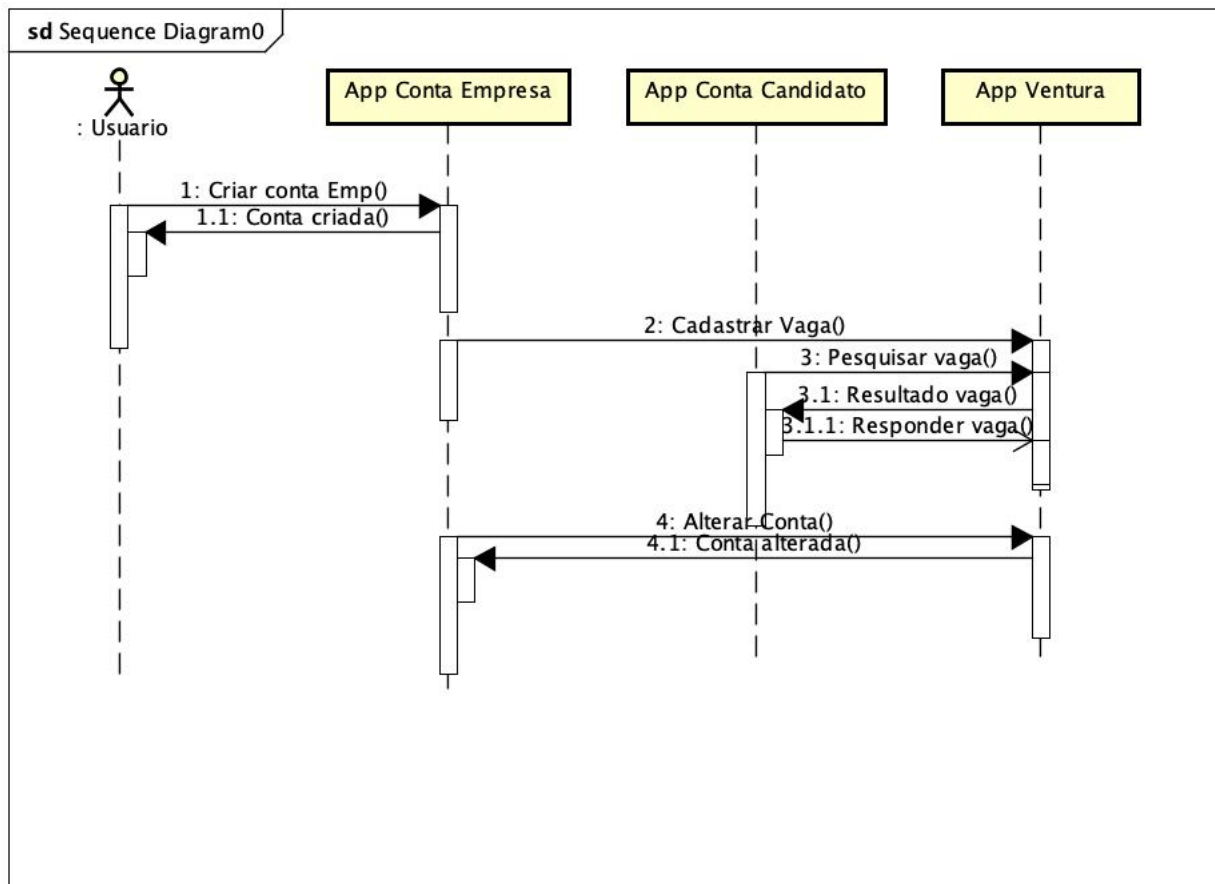 sd Sequence Diagram0
: Usuario
App Conta Empresa
App Conta Candidato
App Ventura
1: Criar conta Emp()
1.1: Conta criada()
2: Cadastrar Vaga()
3: Pesquisar vaga()
3.1: Resultado vaga()
3.1.1: Responder vaga()
4: Alterar Conta()
4.1: Conta alterada()